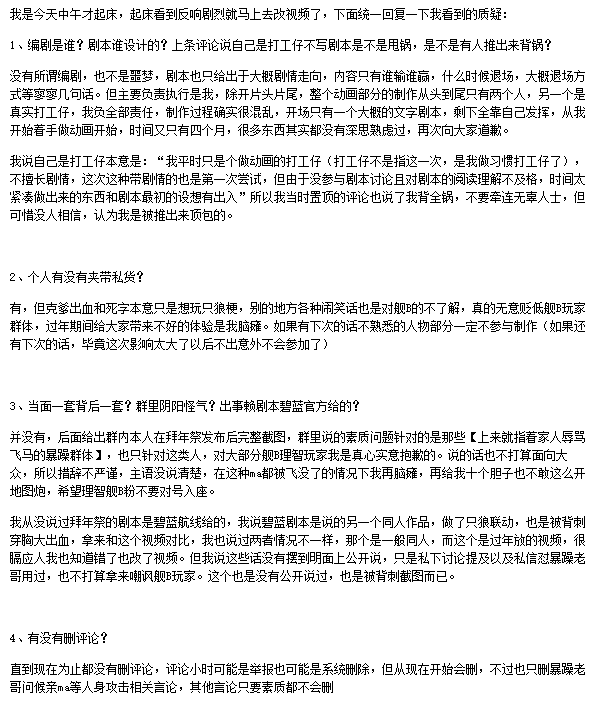 我是今天中午才起床，起床看到反响剧烈就马上去改视频了，下面统一回复一下我看到的质疑：
1、编剧是谁？剧本谁设计的？上条评论说自己是打工仔不写剧本是不是甩锅，是不是有人推出来背锅？
没有所谓编剧，也不是噩梦，剧本也只给出于大概剧情走向，内容只有谁输谁赢，什么时候退场，大概退场方
式等寥寥几句话。但主要负责执行是我，除开片头片尾，整个动画部分的制作从头到尾只有两个人，另一个是
真实打工仔，我负全部责任，制作过程确实很混乱，开场只有一个大概的文字剧本，剩下全靠自己发挥，从我
开始着手做动画开始，时间又只有四个月，很多东西其实都没有深思熟虑过，再次向大家道歉。
我说自己是打工仔本意是：“我平时只是个做动画的打工仔（打工仔不是指这一次，是我做习惯打工仔了），
不擅长剧情，这次这种带剧情的也是第一次尝试，但由于没参与剧本讨论且对剧本的阅读理解不及格，时间太
紧凑做出来的东西和剧本最初的设想有出入”所以我当时置顶的评论也说了我背全锅，不要牵连无辜人士，但
可惜没人相信，认为我是被推出来顶包的。
2、个人有没有夹带私货？
有，但克爹出血和死字本意只是想玩只狼梗，别的地方各种闹笑话也是对舰B的不了解，真的无意贬低舰B玩家
群体，过年期间给大家带来不好的体验是我脑瘫。如果有下次的话不熟悉的人物部分一定不参与制作（如果还
有下次的话，毕竟这次影响太大了以后不出意外不会参加了）
3、当面一套背后一套？群里阴阳怪气？出事赖剧本碧蓝官方给的？
并没有，后面给出群内本人在拜年祭发布后完整截图，群里说的素质问题针对的是那些【上来就指着家人辱骂
飞马的暴躁群体】，也只针对这类人，对大部分舰B理智玩家我是真心实意抱歉的。说的话也不打算面向大
众，所以措辞不严谨，主语没说清楚，在这种ma都被飞没了的情况下我再脑瘫，再给我十个胆子也不敢这么开
地图炮，希望理智舰B粉不要对号入座。
我从没说过拜年祭的剧本是碧蓝航线给的，我说碧蓝剧本是说的另一个同人作品，做了只狼联动，也是被背刺
穿胸大出血，拿来和这个视频对比，我也说过两者情况不一样，那个是一般同人，而这个是过年放的视频，很
膈应人我也知道错了也改了视频。但我说这些话没有摆到明面上公开说，只是私下讨论提及以及私信怼暴躁老
哥用过，也不打算拿来嘲讽舰B玩家。这个也是没有公开说过，也是被背刺截图而已。
4、有没有删评论？
直到现在为止都没有删评论，评论小时可能是举报也可能是系统删除，但从现在开始会删，不过也只删暴躁老
哥问候亲ma等人身攻击相关言论，其他言论只要素质都不会删